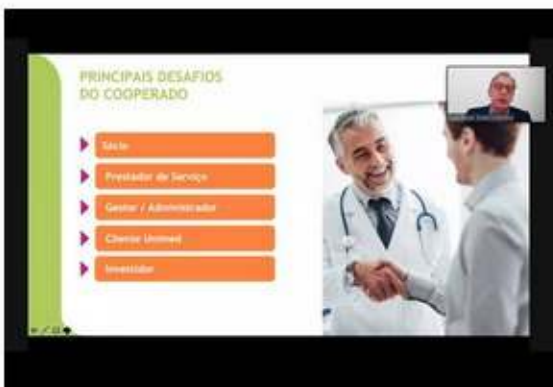 PRINCIPAIS DESAFIOS
DO COOPERADO
Sócio
Prestador de Serviço
Gestor / Administrador
Cliente Unimed
Investidor